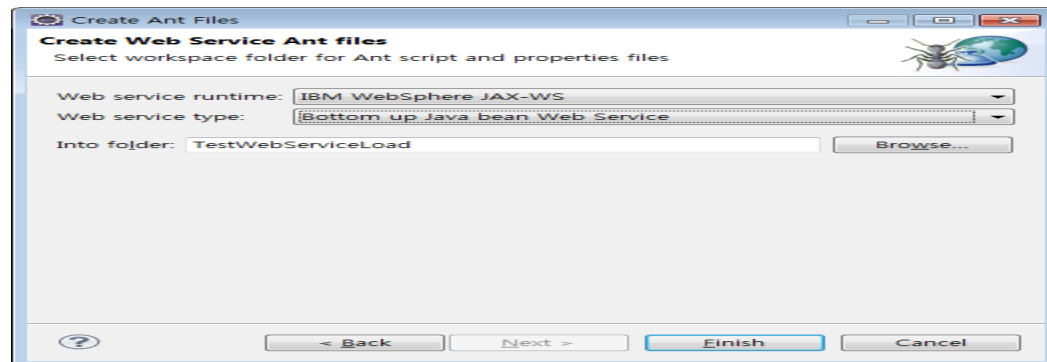 Create Ant Files
Create Web Service Ant files
Select workspace folder for Ant script and properties files
Web service runtime: IBM WebSphere JAX-WS
Web service type: Bottom up Java bean Web Service
Into folder: TestWebServiceLoad Browse...
? < Back Next > Finish Cancel